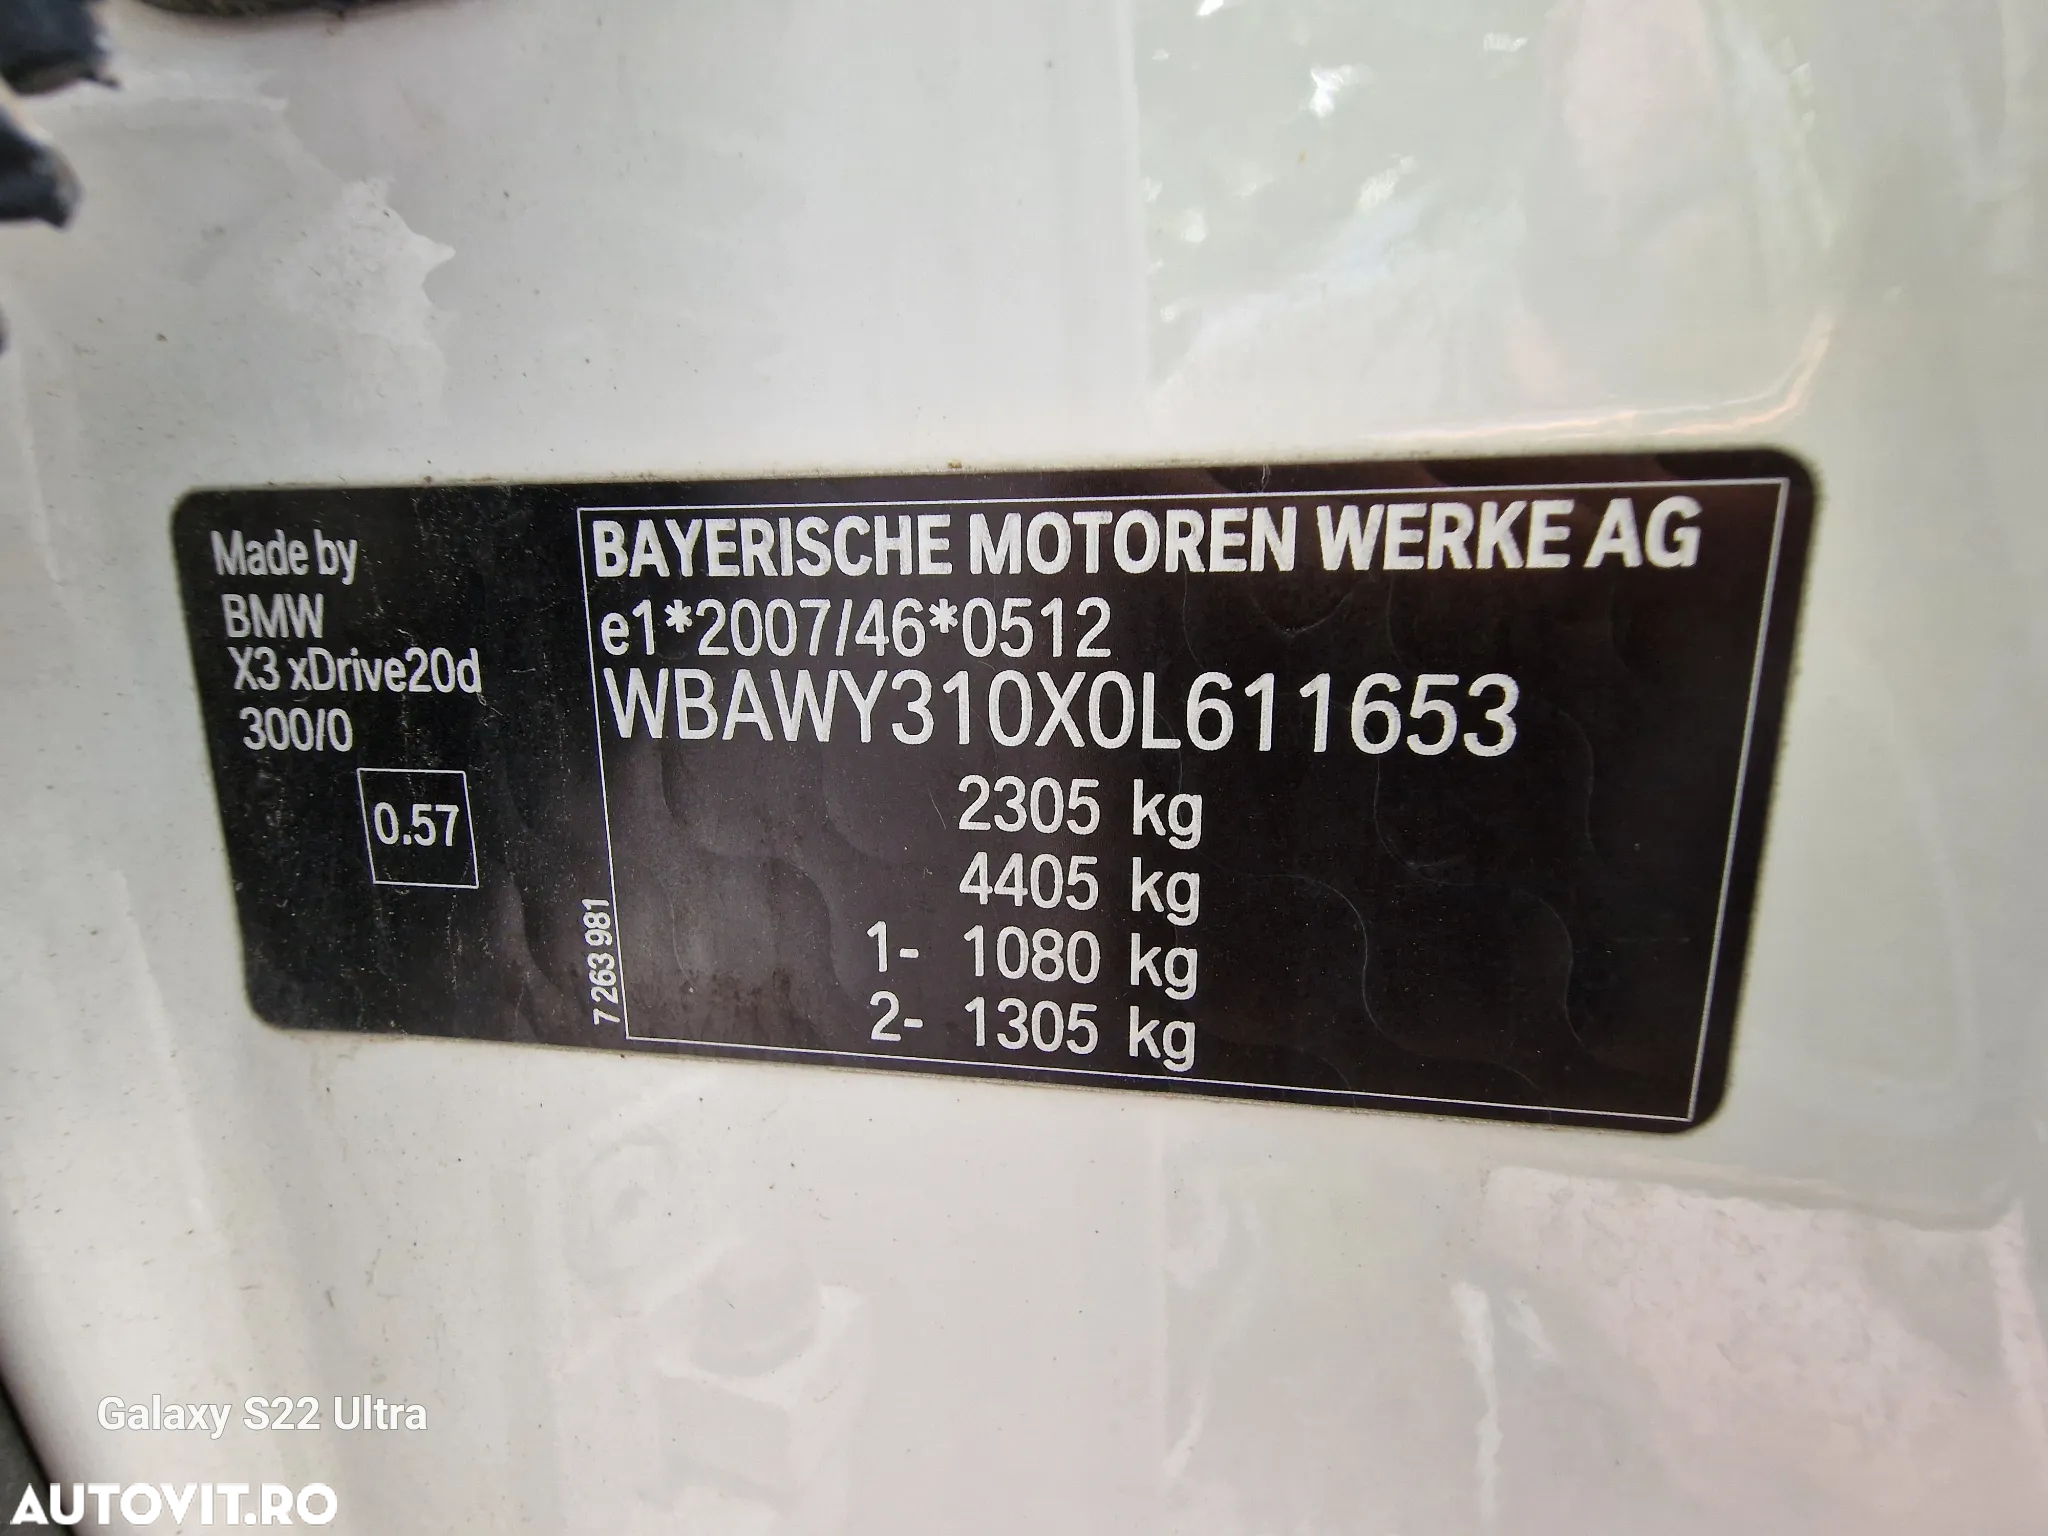 Made by
BMW
X3 xDrive20d
300/0
0.57
7 263 981
BAYERISCHE MOTOREN WERKE AG
e1*2007/46*0512
WBAWY310X0L611653
2305 kg
4405 kg
1- 1080 kg
2- 1305 kg
Galaxy S22 Ultra
AUTOVIT.RO